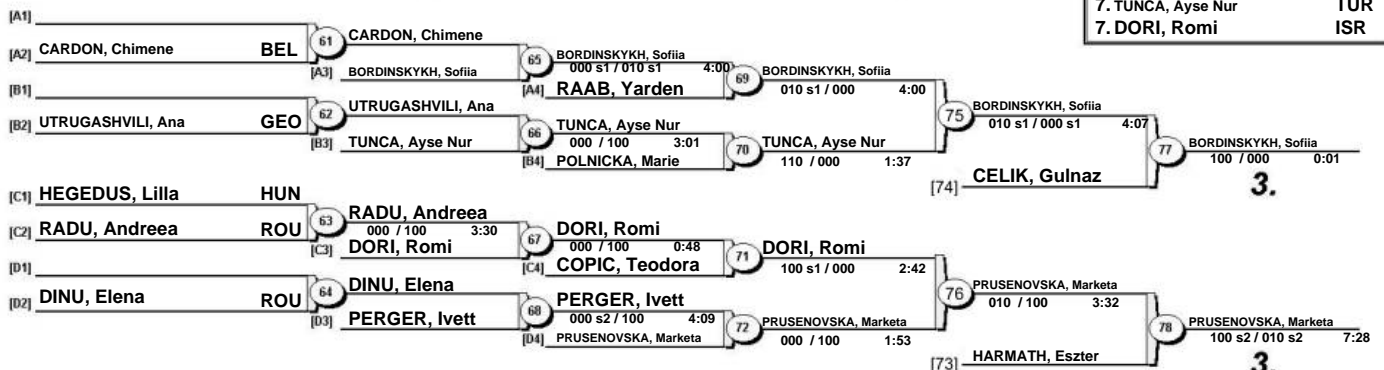 7. TUNCA, Ayse Nur TUR
7. DORI, Romi ISR
[A1]
[A2] CARDON, Chimene BEL
61 CARDON, Chimene
[A3] BORDINSKYKH, Sofiia
65 BORDINSKYKH, Sofiia
000 s1 / 010 s1 4:00
[A4] RAAB, Yarden
69 BORDINSKYKH, Sofiia
010 s1 / 000 4:00
[B1]
[B2] UTRUGASHVILI, Ana GEO
62 UTRUGASHVILI, Ana
[B3] TUNCA, Ayse Nur
66 TUNCA, Ayse Nur
000 / 100 3:01
[B4] POLNICKA, Marie
70 TUNCA, Ayse Nur
110 / 000 1:37
75 BORDINSKYKH, Sofiia
010 s1 / 000 s1 4:07
[74] CELIK, Gulnaz
77 BORDINSKYKH, Sofiia
100 / 000 0:01
3.
[C1] HEGEDUS, Lilla HUN
[C2] RADU, Andreea ROU
63 RADU, Andreea
000 / 100 3:30
[C3] DORI, Romi
67 DORI, Romi
000 / 100 0:48
[C4] COPIC, Teodora
71 DORI, Romi
100 s1 / 000 2:42
[D1]
[D2] DINU, Elena ROU
64 DINU, Elena
[D3] PERGER, Ivett
68 PERGER, Ivett
000 s2 / 100 4:09
[D4] PRUSENOVSKA, Marketa
72 PRUSENOVSKA, Marketa
000 / 100 1:53
76 PRUSENOVSKA, Marketa
010 / 100 3:32
[73] HARMATH, Eszter
78 PRUSENOVSKA, Marketa
100 s2 / 010 s2 7:28
3.